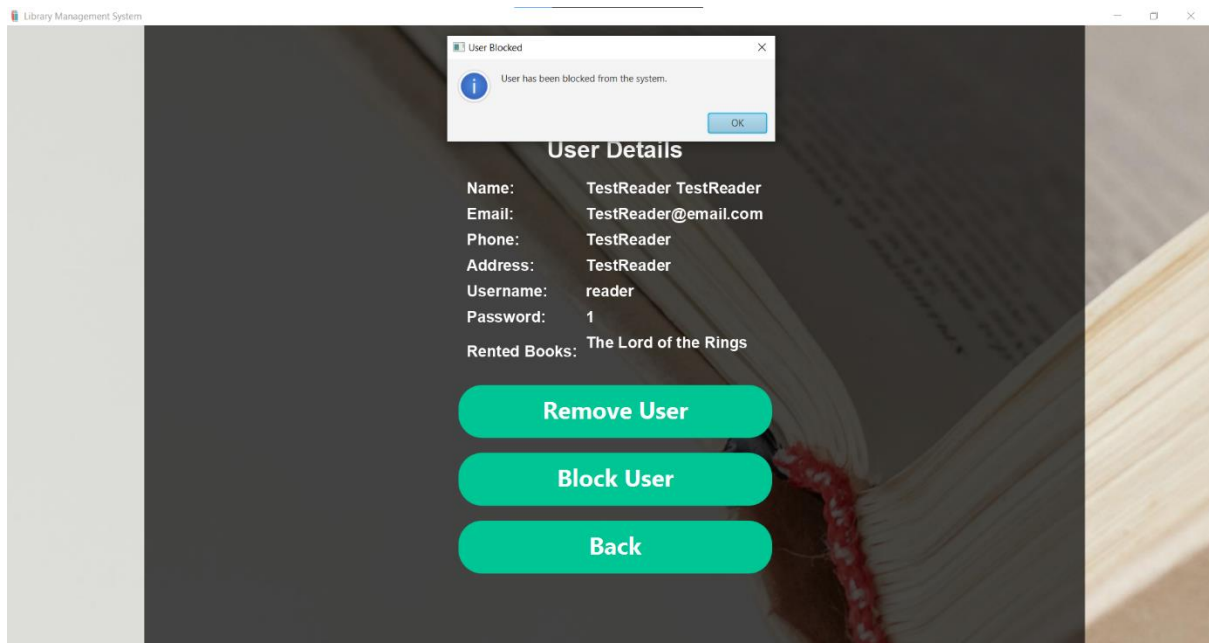 Library Management System
User Blocked
User has been blocked from the system.
OK
User Details
Name: TestReader TestReader
Email: TestReader@email.com
Phone: TestReader
Address: TestReader
Username: reader
Password: 1
Rented Books: The Lord of the Rings
Remove User
Block User
Back